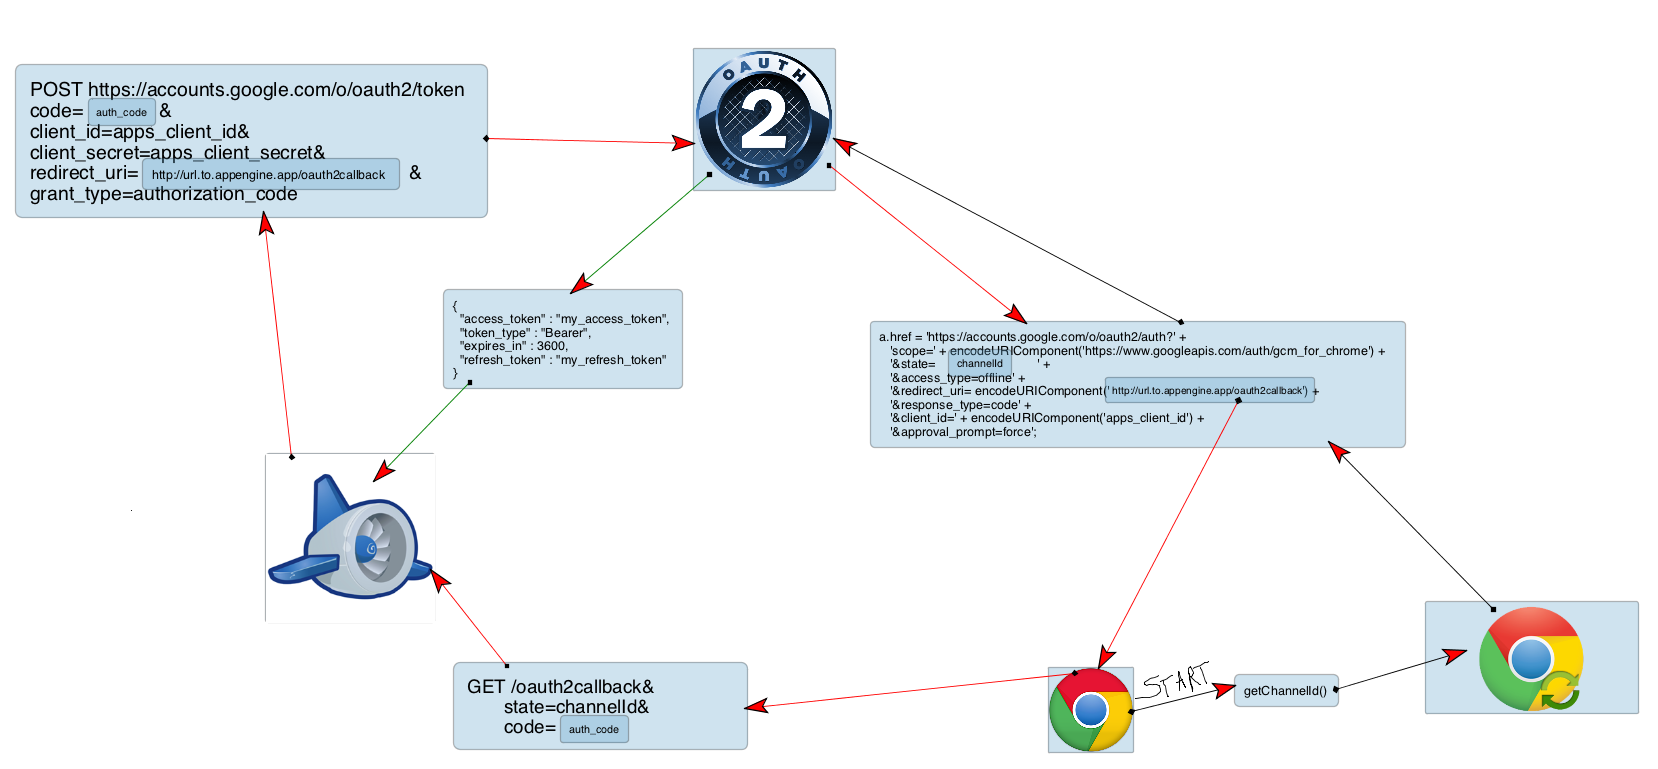 POST https://accounts.google.com/o/oauth2/token
code= auth_code &
client_id=apps_client_id&
client_secret=apps_client_secret&
redirect_uri= http://url.to.appengine.app/oauth2callback &
grant_type=authorization_code
OAUTH
2
OAUTH
{
"access_token" : "my_access_token",
"token_type" : "Bearer",
"expires_in" : 3600,
"refresh_token" : "my_refresh_token"
}
a.href = 'https://accounts.google.com/o/oauth2/auth?' +
'scope=' + encodeURIComponent('https://www.googleapis.com/auth/gcm_for_chrome') +
'&state= channelId ' +
'&access_type=offline' +
'&redirect_uri= encodeURIComponent(' http://url.to.appengine.app/oauth2callback') +
'&response_type=code' +
'&client_id=' + encodeURIComponent('apps_client_id') +
'&approval_prompt=force';
GET /oauth2callback&
state=channelId&
code= auth_code
START
getChannelId()